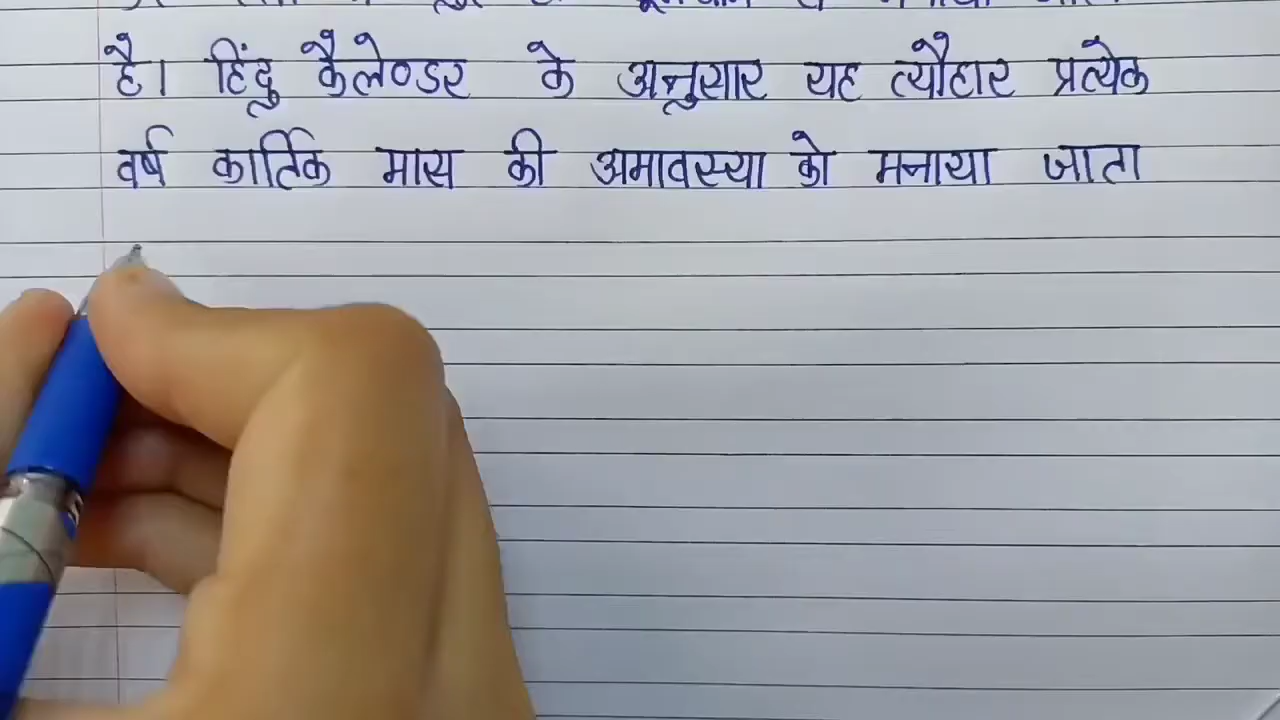 है। हिंदू कैलेण्डर के अनुसार यह त्यौहार प्रत्येक
वर्ष कार्तिक मास की अमावस्या को मनाया जाता